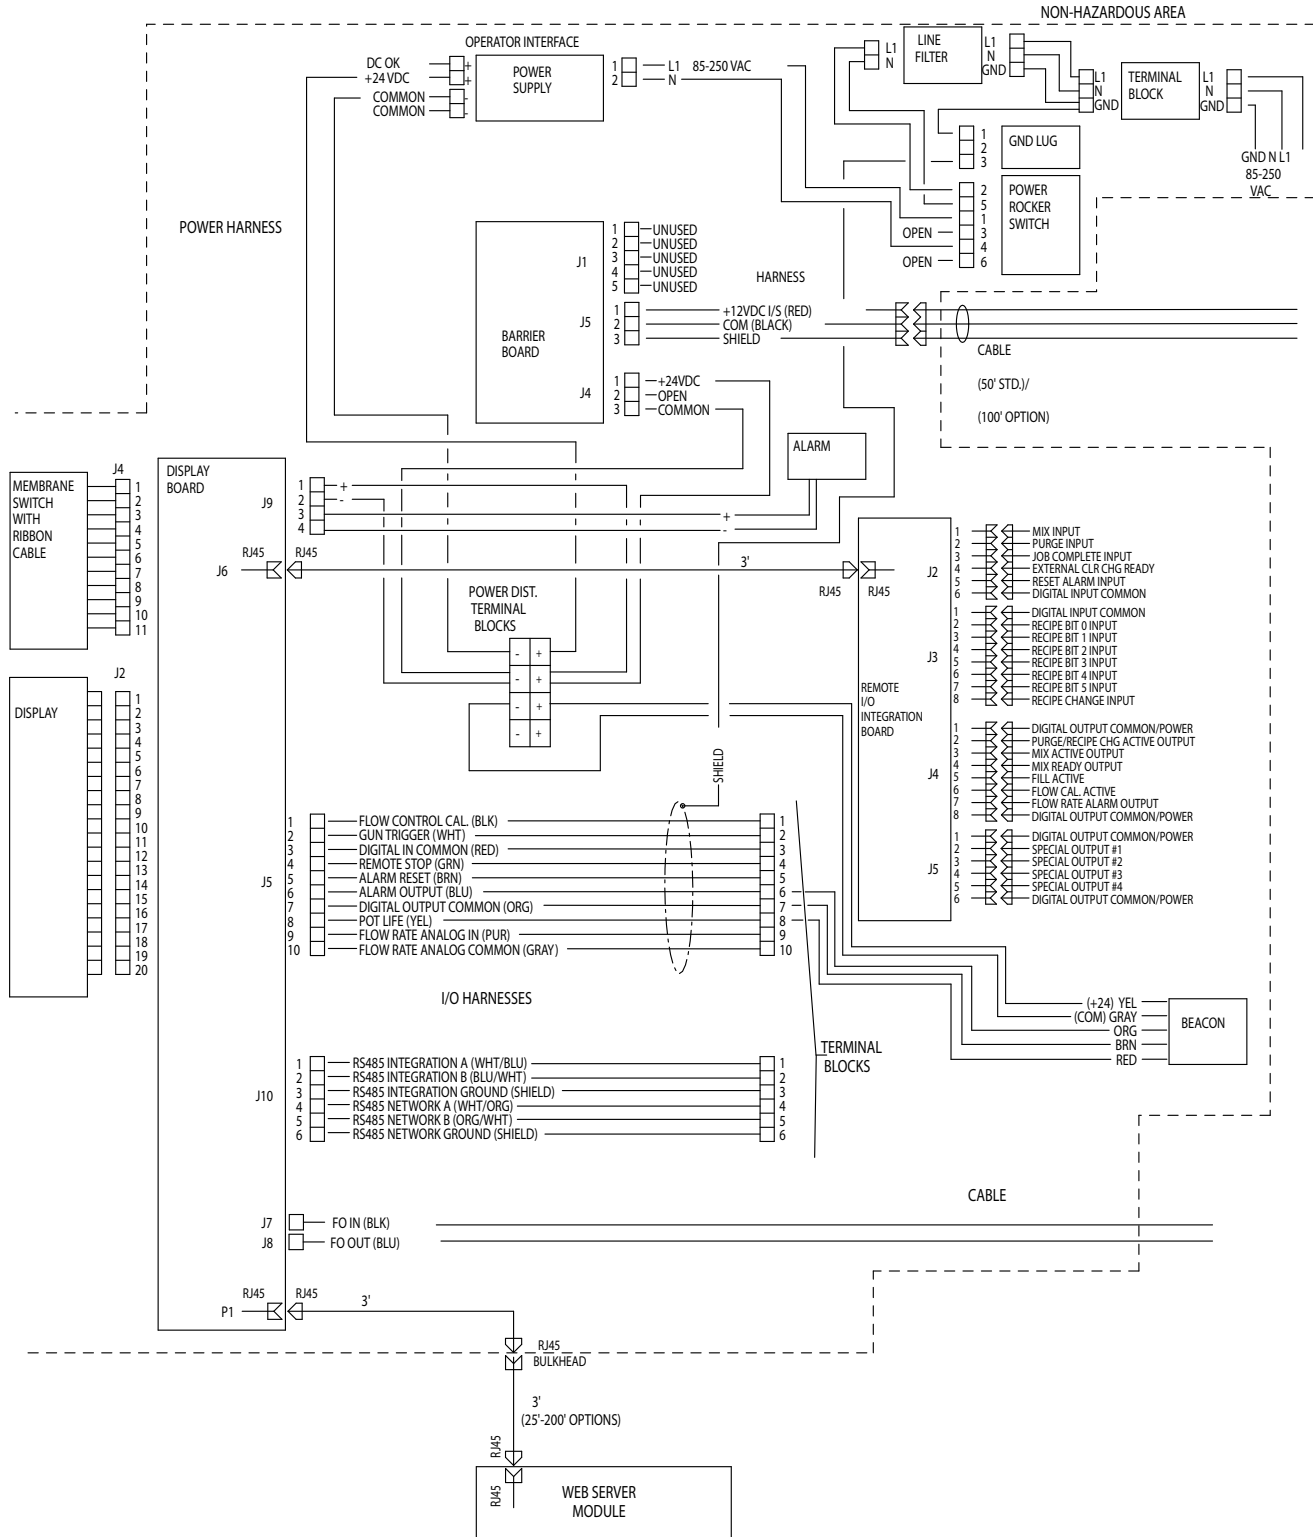 NON-HAZARDOUS AREA
OPERATOR INTERFACE
DC OK
+24 VDC
COMMON
COMMON
+
+
-
-
POWER
SUPPLY
1
2
L1 85-250 VAC
N
L1
N
LINE
FILTER
L1
N
GND
L1
N
GND
TERMINAL
BLOCK
L1
N
GND
GND N L1
85-250
VAC
1
2
3
GND LUG
2
5
1
3
4
6
OPEN
OPEN
POWER
ROCKER
SWITCH
POWER HARNESS
BARRIER
BOARD
J1
1 UNUSED
2 UNUSED
3 UNUSED
4 UNUSED
5 UNUSED
HARNESS
J5
1 +12VDC I/S (RED)
2 COM (BLACK)
3 SHIELD
CABLE
(50' STD.)/
(100' OPTION)
J4
1 +24VDC
2 OPEN
3 COMMON
ALARM
MEMBRANE
SWITCH
WITH
RIBBON
CABLE
J4
1
2
3
4
5
6
7
8
9
10
11
DISPLAY
BOARD
J9
1 +
2 -
3
4
+
-
J6
RJ45
RJ45
3'
RJ45
RJ45
POWER DIST.
TERMINAL
BLOCKS
- +
- +
- +
- +
SHIELD
REMOTE
I/O
INTEGRATION
BOARD
J2
1 MIX INPUT
2 PURGE INPUT
3 JOB COMPLETE INPUT
4 EXTERNAL CLR CHG READY
5 RESET ALARM INPUT
6 DIGITAL INPUT COMMON
J3
1 DIGITAL INPUT COMMON
2 RECIPE BIT 0 INPUT
3 RECIPE BIT 1 INPUT
4 RECIPE BIT 2 INPUT
5 RECIPE BIT 3 INPUT
6 RECIPE BIT 4 INPUT
7 RECIPE BIT 5 INPUT
8 RECIPE CHANGE INPUT
J4
1 DIGITAL OUTPUT COMMON/POWER
2 PURGE/RECIPE CHG ACTIVE OUTPUT
3 MIX ACTIVE OUTPUT
4 MIX READY OUTPUT
5 FILL ACTIVE
6 FLOW CAL. ACTIVE
7 FLOW RATE ALARM OUTPUT
8 DIGITAL OUTPUT COMMON/POWER
J5
1 DIGITAL OUTPUT COMMON/POWER
2 SPECIAL OUTPUT #1
3 SPECIAL OUTPUT #2
4 SPECIAL OUTPUT #3
5 SPECIAL OUTPUT #4
6 DIGITAL OUTPUT COMMON/POWER
DISPLAY
J2
1
2
3
4
5
6
7
8
9
10
11
12
13
14
15
16
17
18
19
20
J5
1 FLOW CONTROL CAL. (BLK) 1
2 GUN TRIGGER (WHT) 2
3 DIGITAL IN COMMON (RED) 3
4 REMOTE STOP (GRN) 4
5 ALARM RESET (BRN) 5
6 ALARM OUTPUT (BLU) 6
7 DIGITAL OUTPUT COMMON (ORG) 7
8 POT LIFE (YEL) 8
9 FLOW RATE ANALOG IN (PUR) 9
10 FLOW RATE ANALOG COMMON (GRAY) 10
I/O HARNESSES
TERMINAL
BLOCKS
(+24) YEL
(COM) GRAY
ORG
BRN
RED
BEACON
J10
1 RS485 INTEGRATION A (WHT/BLU) 1
2 RS485 INTEGRATION B (BLU/WHT) 2
3 RS485 INTEGRATION GROUND (SHIELD) 3
4 RS485 NETWORK A (WHT/ORG) 4
5 RS485 NETWORK B (ORG/WHT) 5
6 RS485 NETWORK GROUND (SHIELD) 6
CABLE
J7 FO IN (BLK)
J8 FO OUT (BLU)
P1
RJ45
RJ45
3'
RJ45
BULKHEAD
3'
(25'-200' OPTIONS)
RJ45
RJ45
WEB SERVER
MODULE